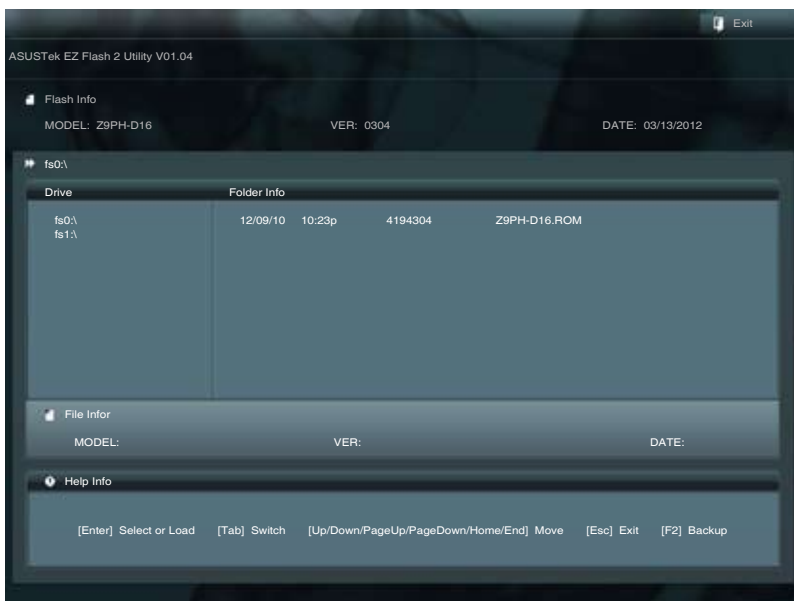 Exit
ASUSTek EZ Flash 2 Utility V01.04
Flash Info
MODEL: Z9PH-D16 VER: 0304 DATE: 03/13/2012
fs0:\
Drive Folder Info
fs0:\ 12/09/10 10:23p 4194304 Z9PH-D16.ROM
fs1:\
File Infor
MODEL: VER: DATE:
Help Info
[Enter] Select or Load [Tab] Switch [Up/Down/PageUp/PageDown/Home/End] Move [Esc] Exit [F2] Backup